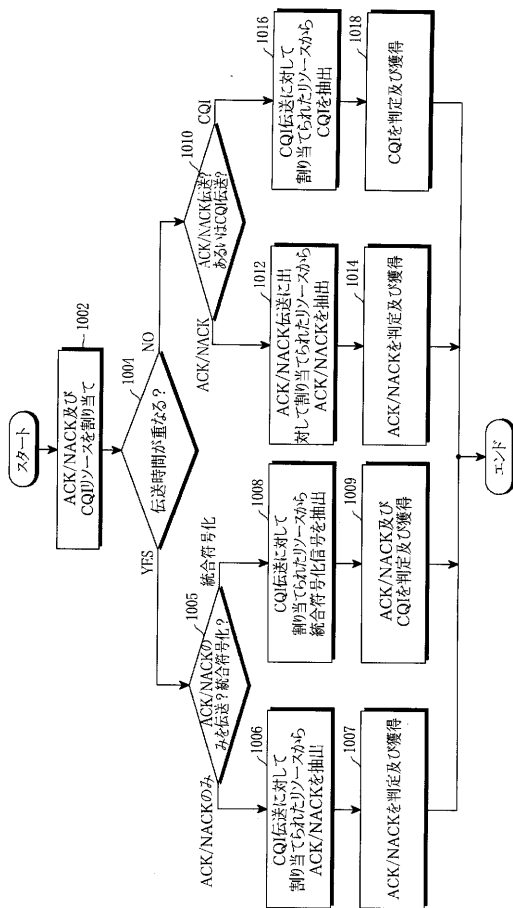 スタート
1002
ACK/NACK及び
CQIリソースを割り当て
1004
伝送時間が重なる？
YES
NO
1005
ACK/NACKの
みを伝送？統合符号化？
ACK/NACKのみ
統合符号化
1010
ACK/NACK伝送？
あるいはCQI伝送？
ACK/NACK
CQI
1006
CQI伝送に対して
割り当てられたリソースから
ACK/NACKを抽出
1008
CQI伝送に対して
割り当てられたリソースから
統合符号化信号を抽出
1012
ACK/NACK伝送に出
対して割り当てられたリソースから
ACK/NACKを抽出
1016
CQI伝送に対して
割り当てられたリソースから
CQIを抽出
1007
ACK/NACKを判定及び獲得
1009
ACK/NACK及び
CQIを判定及び獲得
1014
ACK/NACKを判定及び獲得
1018
CQIを判定及び獲得
エンド